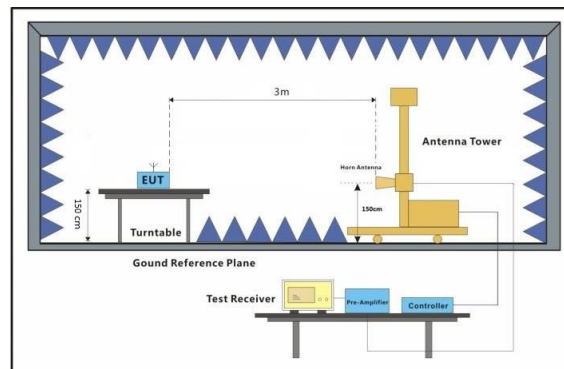 3m
Antenna Tower
Horn Antenna
EUT
150 cm
150cm
Turntable
Gound Reference Plane
Test Receiver
Pre-Amplifier
Controller